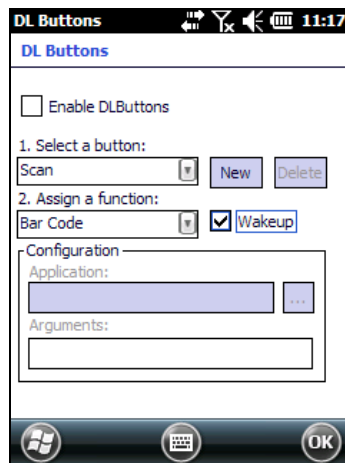 DL Buttons 11:17
DL Buttons
Enable DLButtons
1. Select a button:
Scan New Delete
2. Assign a function:
Bar Code Wakeup
Configuration
Application:
...
Arguments:
OK